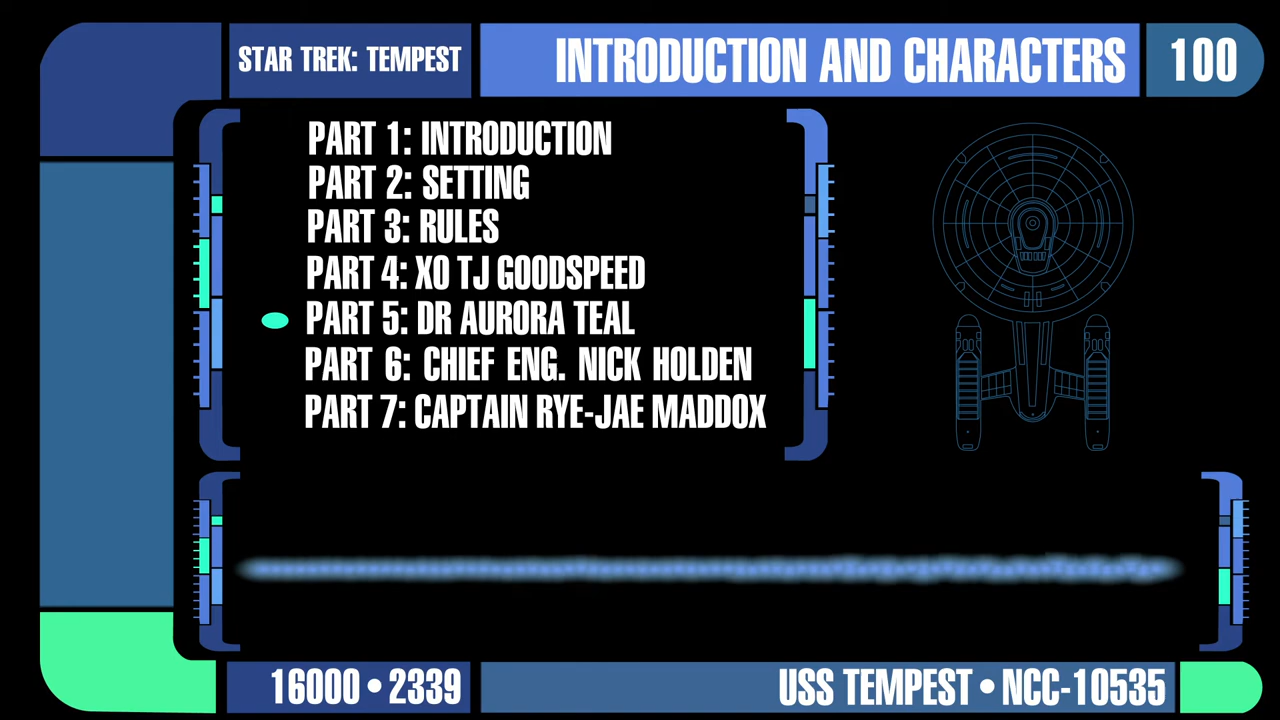 STAR TREK: TEMPEST
INTRODUCTION AND CHARACTERS
100
PART 1: INTRODUCTION
PART 2: SETTING
PART 3: RULES
PART 4: XO TJ GOODSPEED
PART 5: DR AURORA TEAL
PART 6: CHIEF ENG. NICK HOLDEN
PART 7: CAPTAIN RYE-JAE MADDOX
16000 • 2339
USS TEMPEST • NCC-10535